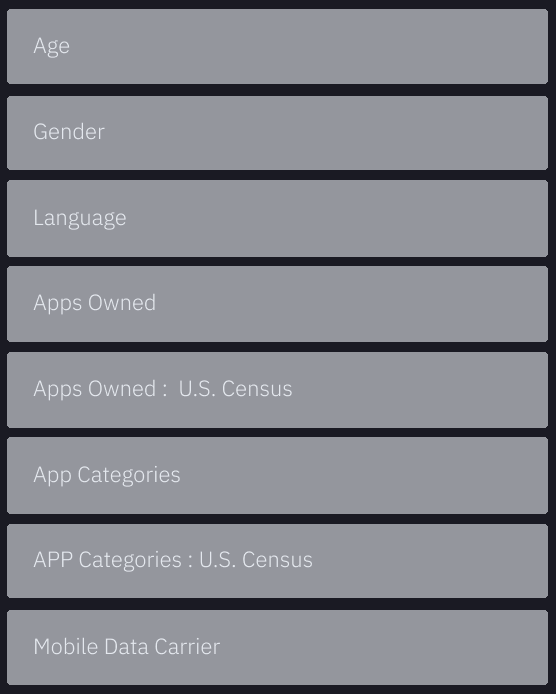 Age
Gender
Language
Apps Owned
Apps Owned :  U.S. Census
App Categories
APP Categories : U.S. Census
Mobile Data Carrier